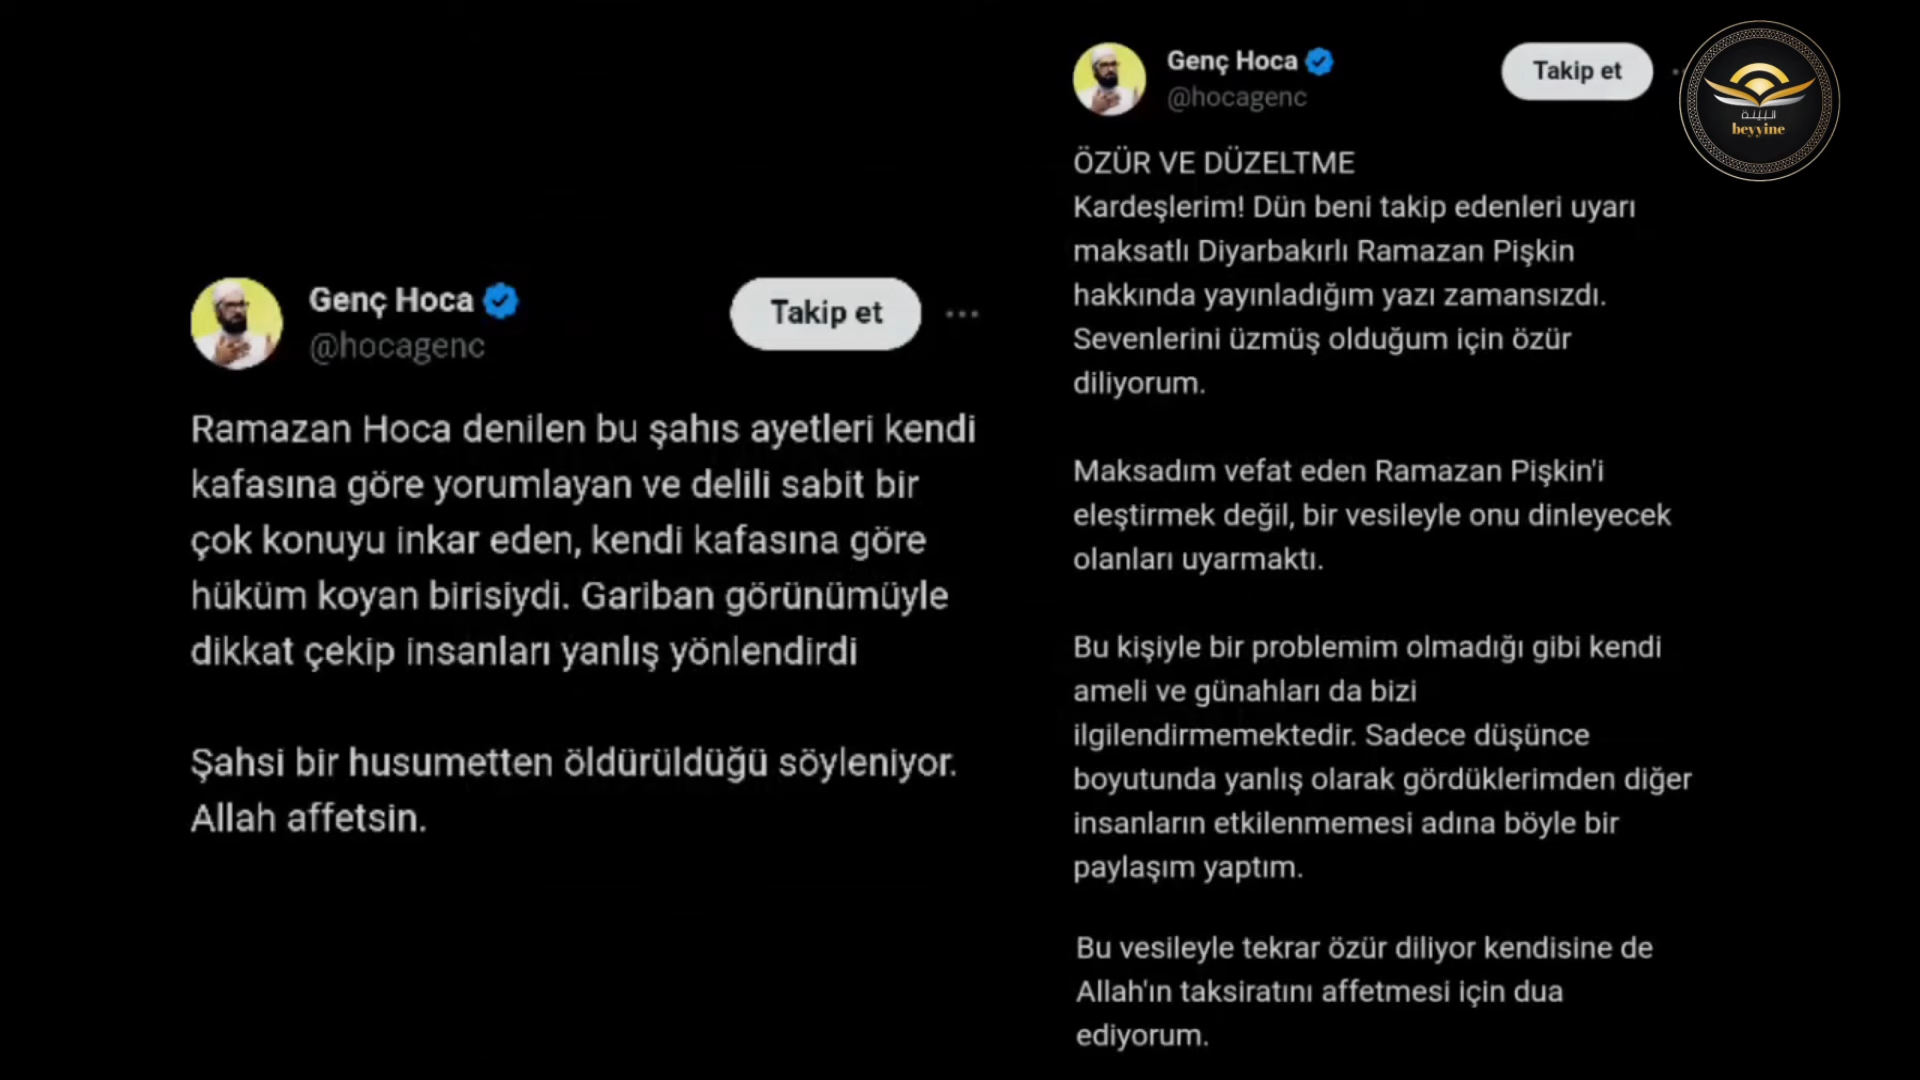 Genç Hoca
@hocagenc
Takip et
Ramazan Hoca denilen bu şahıs ayetleri kendi
kafasına göre yorumlayan ve delili sabit bir
çok konuyu inkar eden, kendi kafasına göre
hüküm koyan birisiydi. Gariban görünümüyle
dikkat çekip insanları yanlış yönlendirdi
Şahsi bir husumetten öldürüldüğü söyleniyor.
Allah affetsin.
Genç Hoca
@hocagenc
Takip et
ÖZÜR VE DÜZELTME
Kardeşlerim! Dün beni takip edenleri uyarı
maksatlı Diyarbakırlı Ramazan Pişkin
hakkında yayınladığım yazı zamansızdı.
Sevenlerini üzmüş olduğum için özür
diliyorum.
Maksadım vefat eden Ramazan Pişkin'i
eleştirmek değil, bir vesileyle onu dinleyecek
olanları uyarmaktı.
Bu kişiyle bir problemim olmadığı gibi kendi
ameli ve günahları da bizi
ilgilendirmemektedir. Sadece düşünce
boyutunda yanlış olarak gördüklerimden diğer
insanların etkilenmemesi adına böyle bir
paylaşım yaptım.
Bu vesileyle tekrar özür diliyor kendisine de
Allah'ın taksiratını affetmesi için dua
ediyorum.
البينة
beyyine